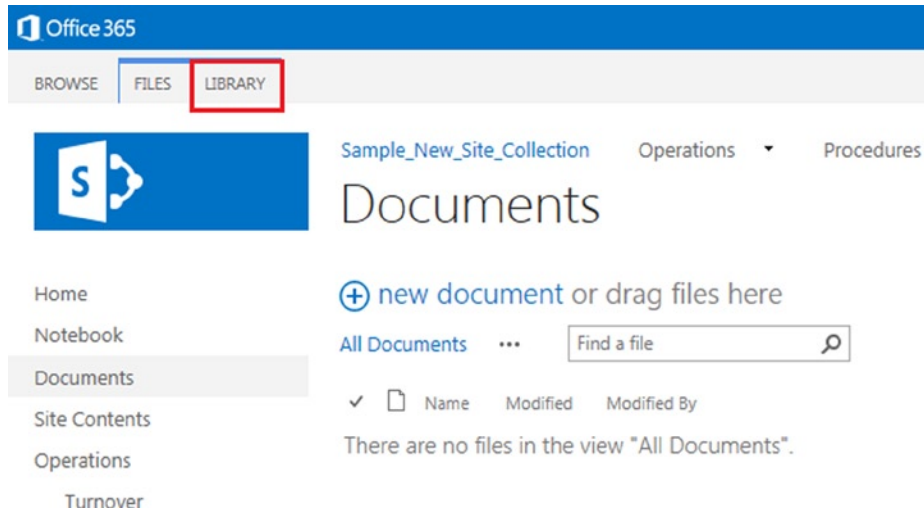 Office 365
BROWSE FILES LIBRARY
S
Sample_New_Site_Collection Operations Procedures
Documents
Home
Notebook
Documents
Site Contents
Operations
Turnover
new document or drag files here
All Documents ... Find a file
Name Modified Modified By
There are no files in the view "All Documents".